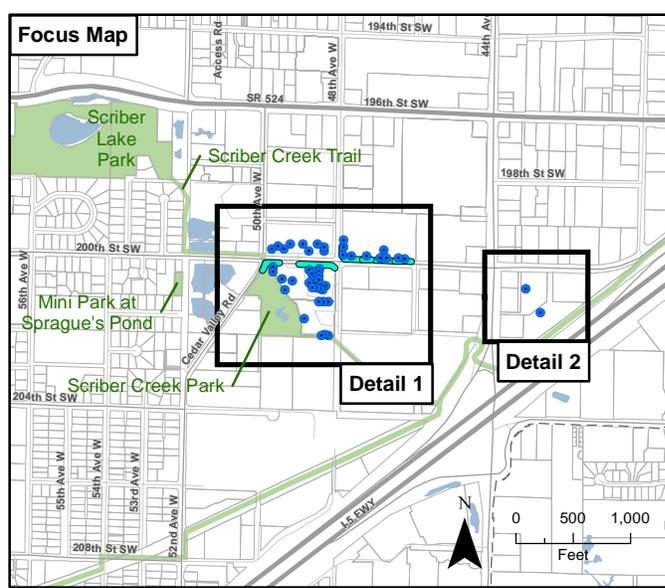 Focus Map
Access Rd
194th St SW
44th Av
48th Ave W
SR 524
196th St SW
Scriber
Lake
Park
Scriber Creek Trail
50th Ave W
198th St SW
200th St SW
56th Ave W
Mini Park at
Sprague's Pond
Cedar Valley Rd
Scriber Creek Park
Detail 1
Detail 2
204th St SW
55th Ave W
54th Ave W
53rd Ave W
52nd Ave W
I-5 FWY
N
0 500 1,000
Feet
208th St SW